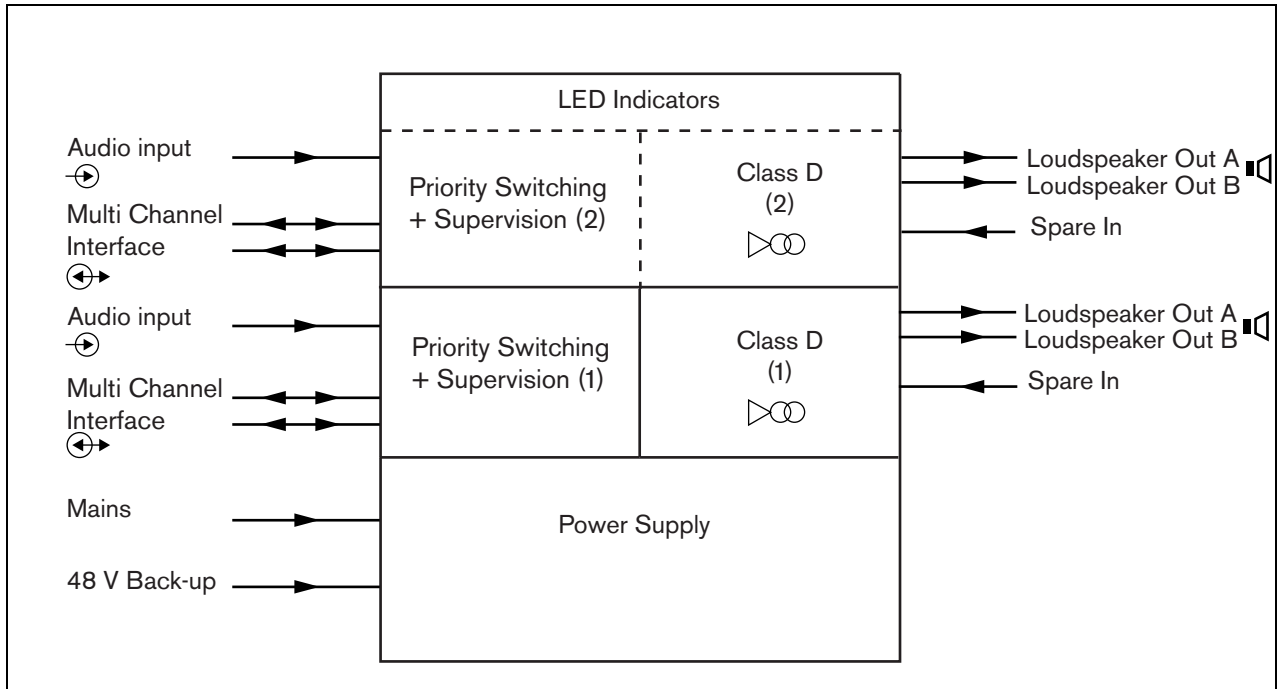 LED Indicators
Audio input
Multi Channel
Interface
Priority Switching
+ Supervision (2)
Class D
(2)
Loudspeaker Out A
Loudspeaker Out B
Spare In
Audio input
Multi Channel
Interface
Priority Switching
+ Supervision (1)
Class D
(1)
Loudspeaker Out A
Loudspeaker Out B
Spare In
Mains
48 V Back-up
Power Supply